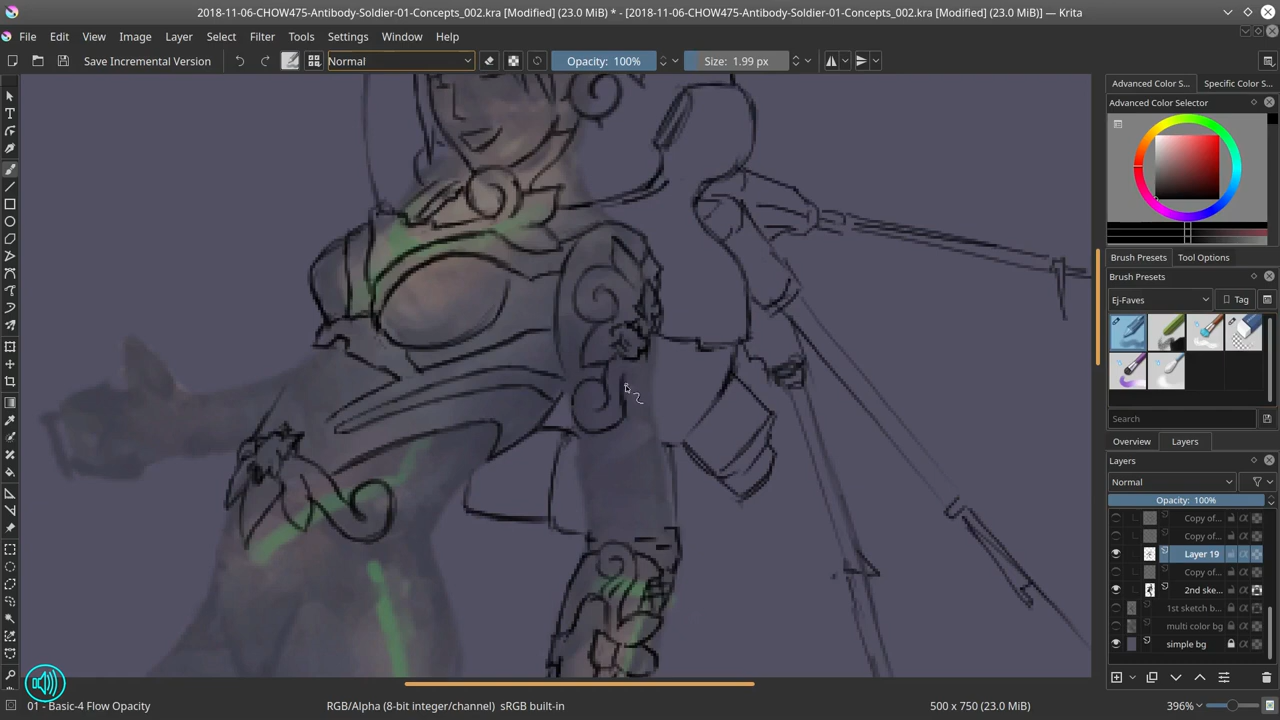 2018-11-06-CHOW475-Antibody-Soldier-01-Concepts_002.kra [Modified] (23.0 MiB) * - [2018-11-06-CHOW475-Antibody-Soldier-01-Concepts_002.kra [Modified] (23.0 MiB)] — Krita
File Edit View Image Layer Select Filter Tools Settings Window Help
Save Incremental Version Normal Opacity: 100% Size: 1.99 px
Advanced Color S... Specific Color S...
Advanced Color Selector
Brush Presets Tool Options
Brush Presets
Ej-Faves Tag
Search
Overview Layers
Layers
Normal
Opacity: 100%
Copy of...
Copy of...
Layer 19
Copy of...
2nd ske...
1st sketch b...
multi color bg
simple bg
01 - Basic-4 Flow Opacity RGB/Alpha (8-bit integer/channel) sRGB built-in 500 x 750 (23.0 MiB) 396%